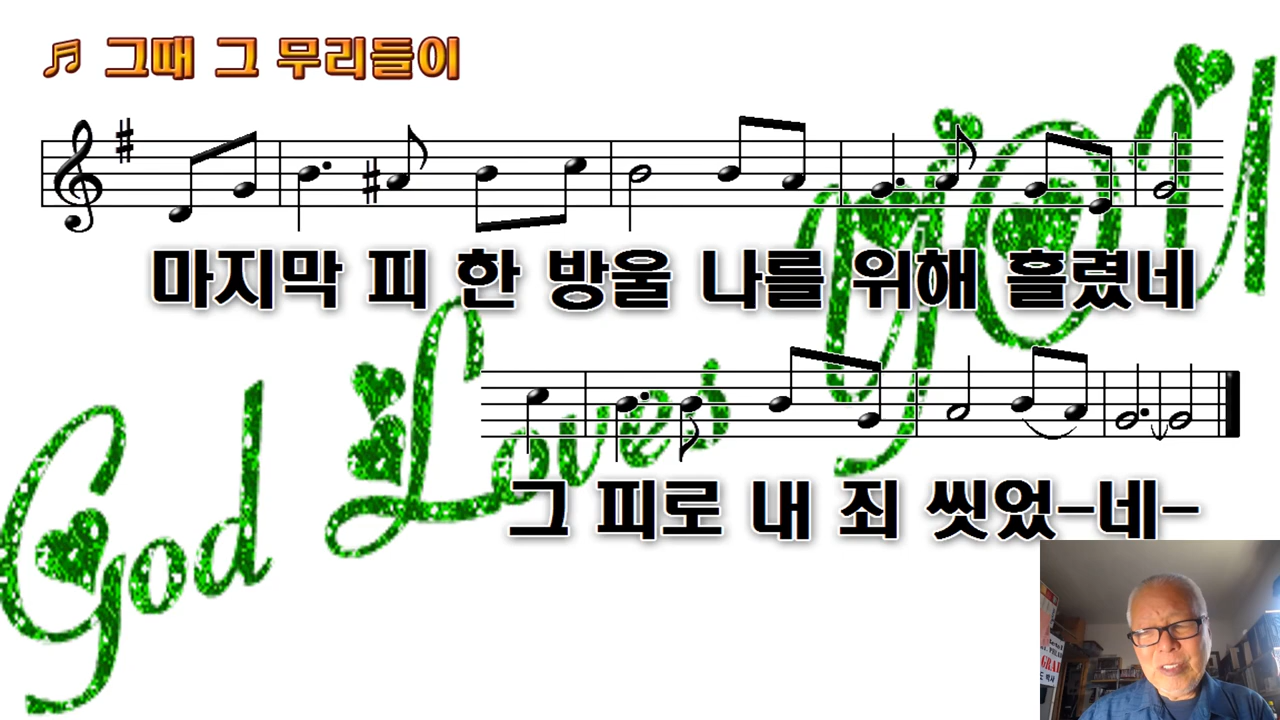 ♬ 그때 그 무리들이
마지막 피 한 방울 나를 위해 흘렸네
그 피로 내 죄 씻었-네-
God Loves YOU